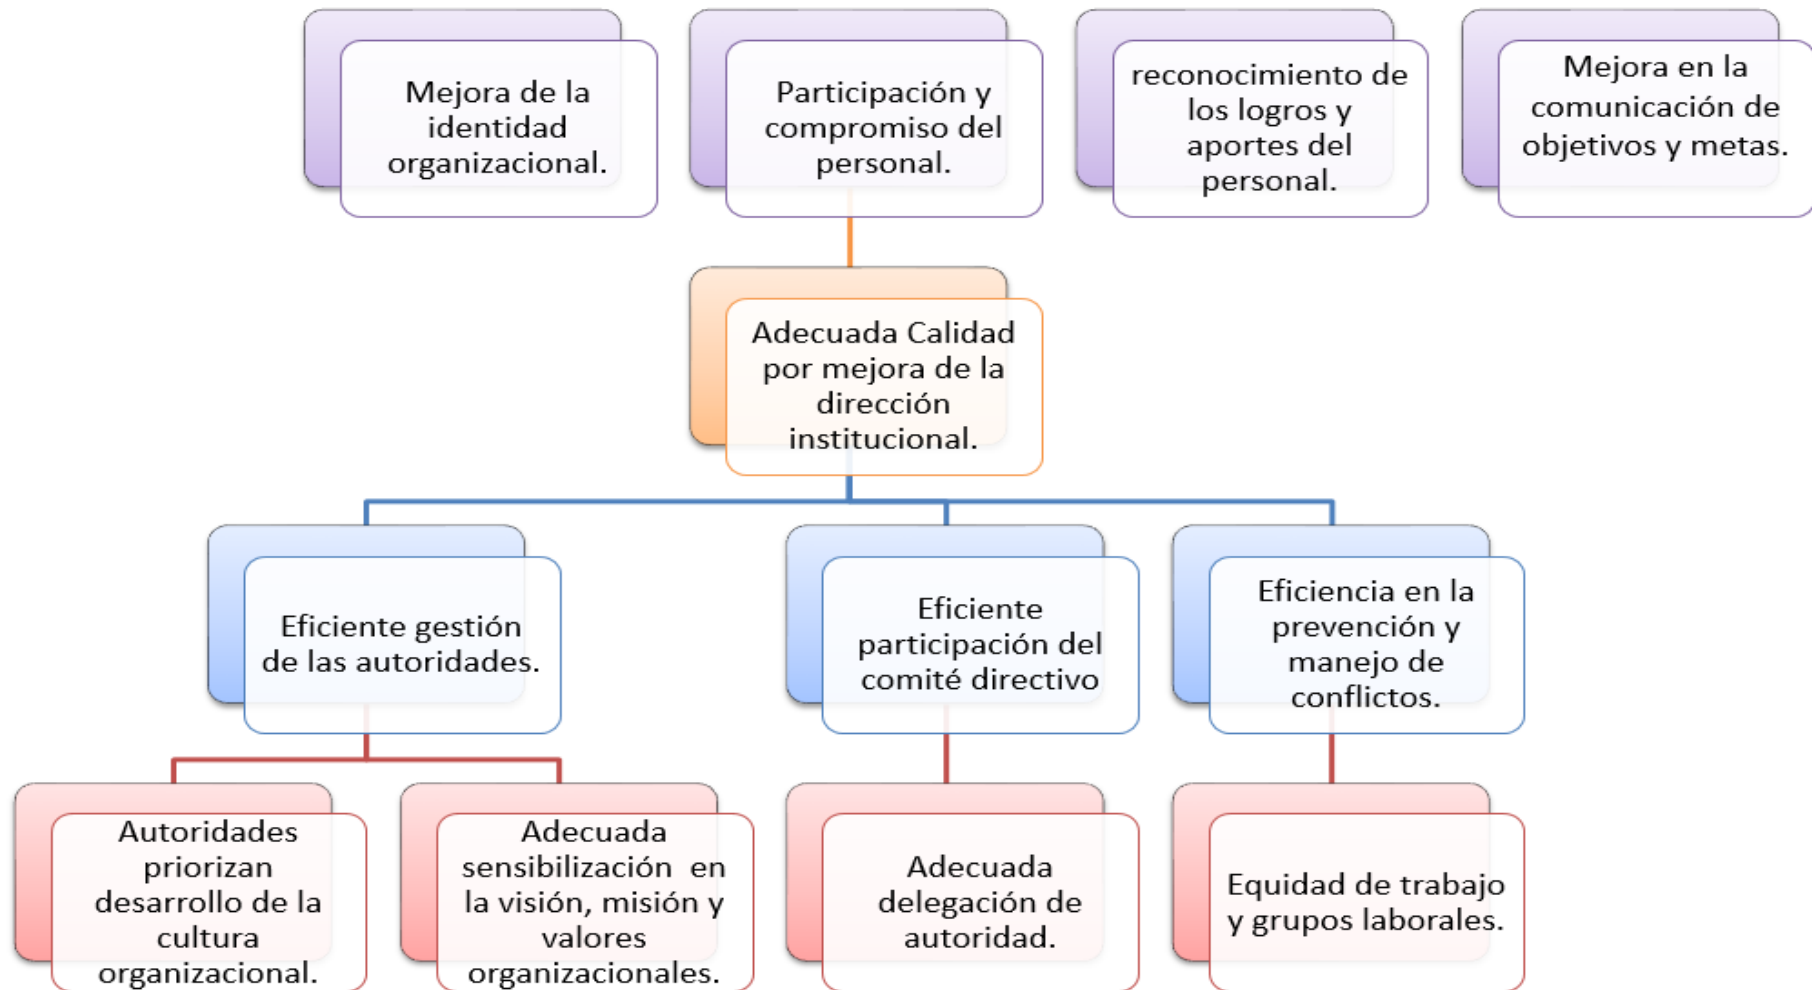 Mejora de la
identidad
organizacional.
Participación y
compromiso del
personal.
reconocimiento de
los logros y
aportes del
personal.
Mejora en la
comunicación de
objetivos y metas.
Adecuada Calidad
por mejora de la
dirección
institucional.
Eficiente gestión
de las autoridades.
Eficiente
participación del
comité directivo
Eficiencia en la
prevención y
manejo de
conflictos.
Autoridades
priorizan
desarrollo de la
cultura
organizacional.
Adecuada
sensibilización en
la visión, misión y
valores
organizacionales.
Adecuada
delegación de
autoridad.
Equidad de trabajo
y grupos laborales.